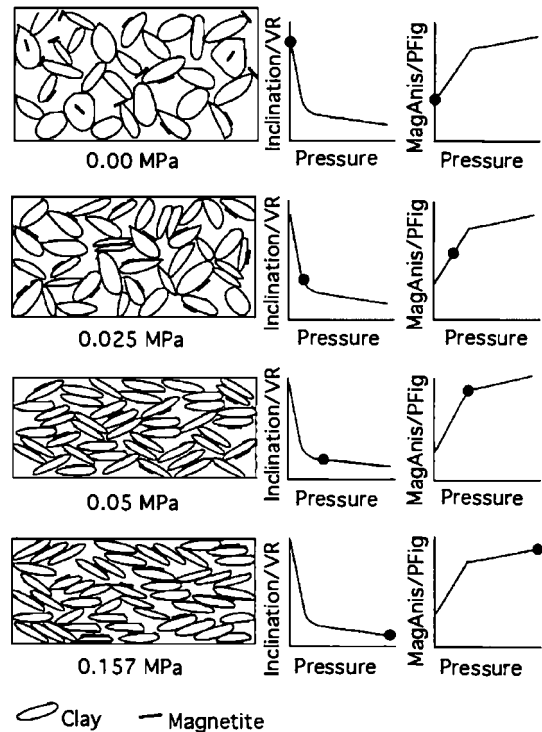 Inclination/VR
MagAnis/PFig
0.00 MPa
Pressure
Pressure
Inclination/VR
MagAnis/PFig
0.025 MPa
Pressure
Pressure
Inclination/VR
MagAnis/PFig
0.05 MPa
Pressure
Pressure
Inclination/VR
MagAnis/PFig
0.157 MPa
Pressure
Pressure
Clay
Magnetite